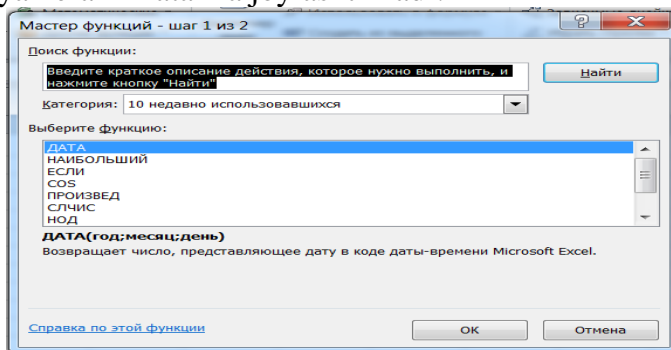 Мастер функций - шаг 1 из 2
Поиск функции:
Введите краткое описание действия, которое нужно выполнить, и
нажмите кнопку "Найти"
Найти
Категория: 10 недавно использовавшихся
Выберите функцию:
ДАТА
НАИБОЛЬШИЙ
ЕСЛИ
COS
ПРОИЗВЕД
СЛЧИС
НОД
ДАТА(год;месяц;день)
Возвращает число, представляющее дату в коде даты-времени Microsoft Excel.
Справка по этой функции
ОК
Отмена